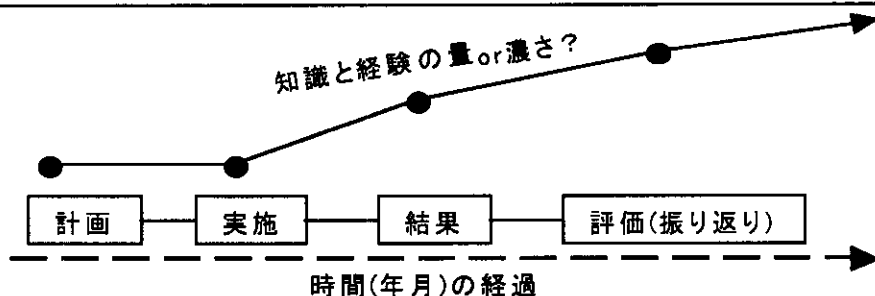 知識と経験の量or濃さ?
計画
実施
結果
評価(振り返り)
時間(年月)の経過